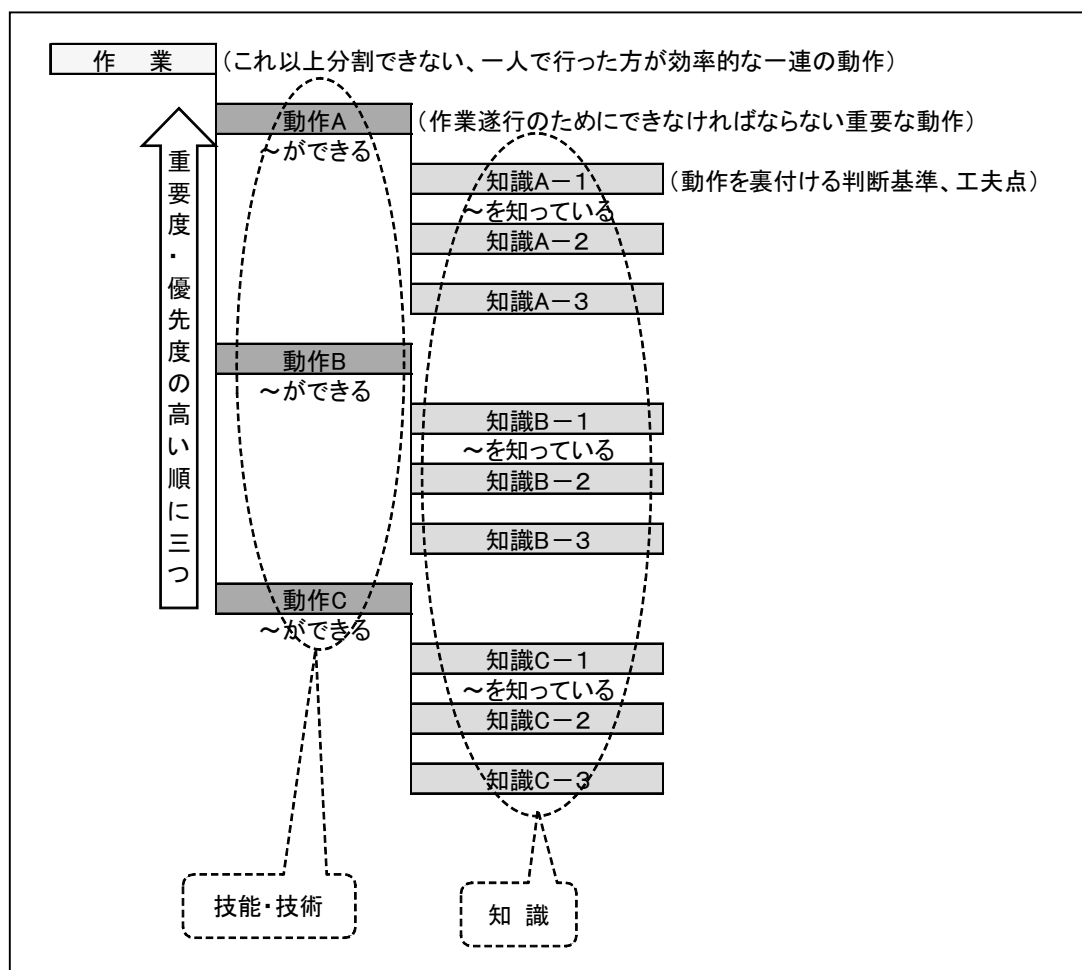 作 業 (これ以上分割できない、一人で行った方が効率的な一連の動作)
動作A (作業遂行のためにできなければならない重要な動作)
～ができる
知識A－1 (動作を裏付ける判断基準、工夫点)
～を知っている
知識A－2
知識A－3
動作B
～ができる
知識B－1
～を知っている
知識B－2
知識B－3
動作C
～ができる
知識C－1
～を知っている
知識C－2
知識C－3
重要度・優先度の高い順に三つ
技能・技術
知 識